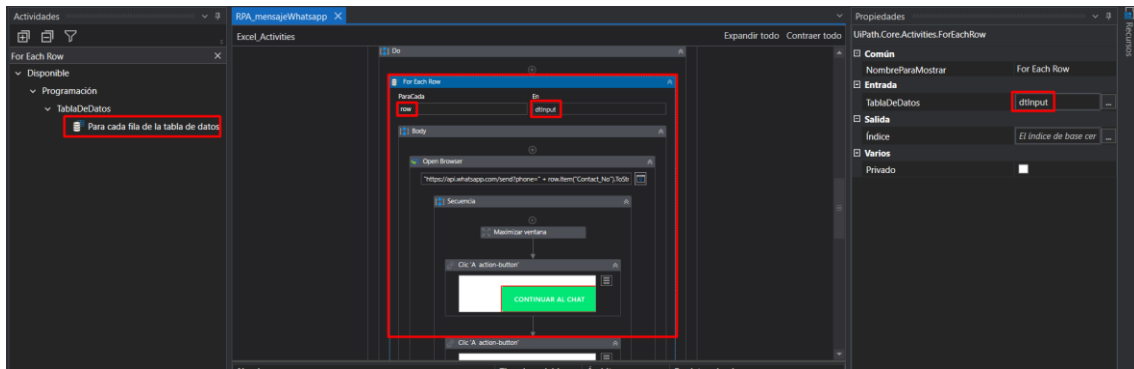 Actividades
For Each Row
Disponible
Programación
TablaDeDatos
Para cada fila de la tabla de datos
RPA_mensajeWhatsapp
Excel_Activities
Expandir todo Contraer todo
Do
For Each Row
ParaCada En
row dtInput
Body
Open Browser
"https://api.whatsapp.com/send?phone=" + row.Item("Contact_No").ToStr
Secuencia
Maximizar ventana
Clic 'A action-button'
CONTINUAR AL CHAT
Clic 'A action-button'
Propiedades
UiPath.Core.Activities.ForEachRow
Común
NombreParaMostrar For Each Row
Entrada
TablaDeDatos dtInput
Salida
Índice El índice de base cer
Varios
Privado
Recursos